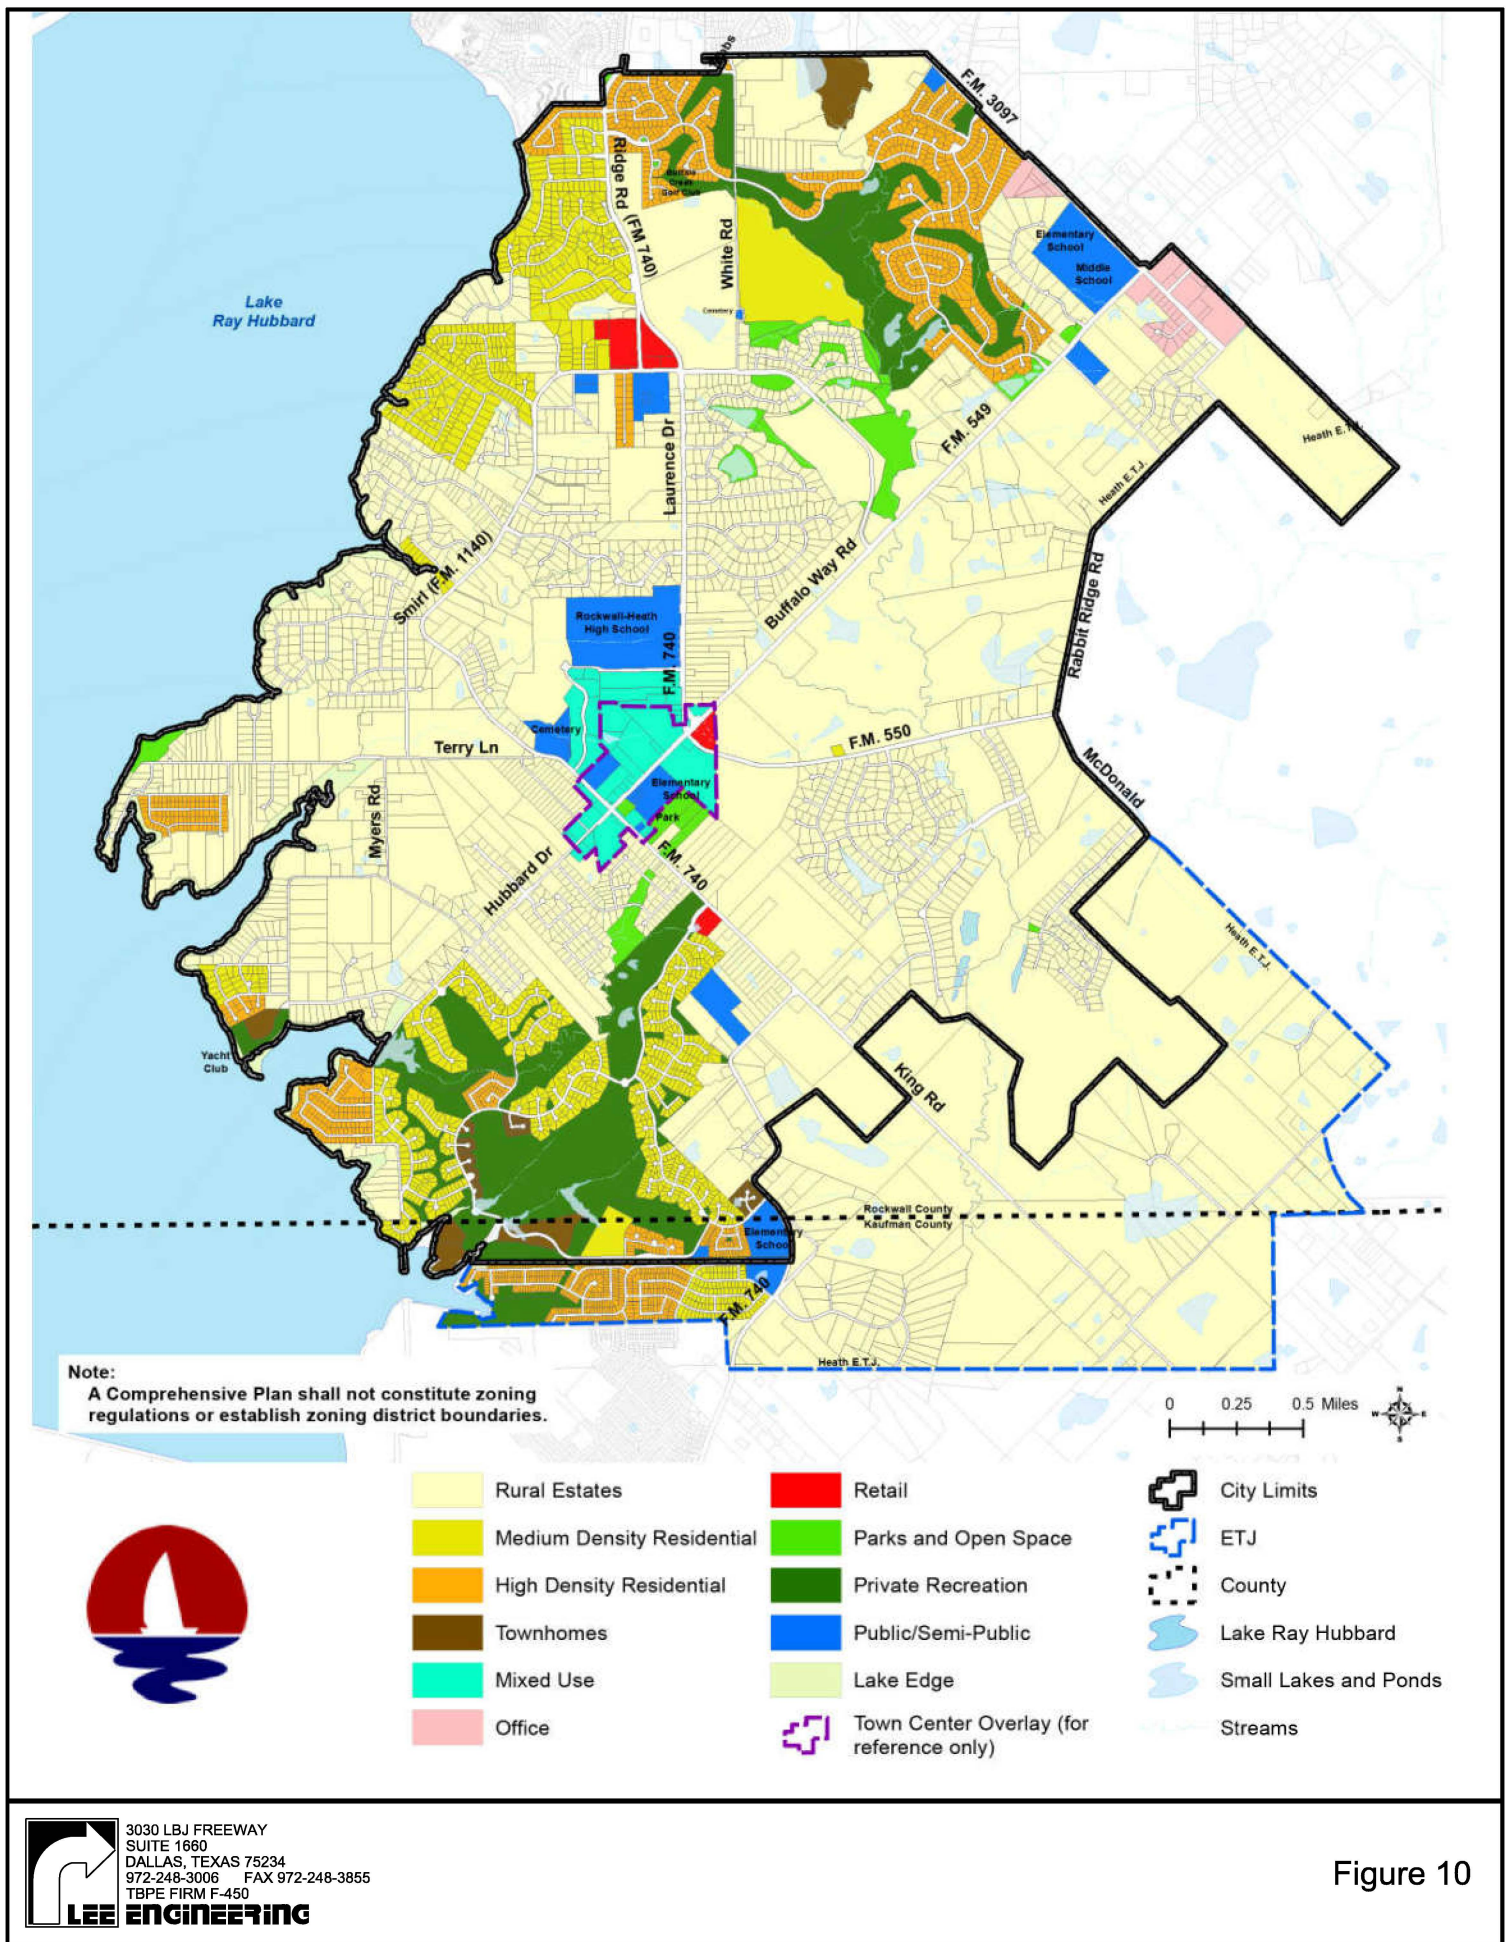 F.M. 3097
Ridge Rd (FM 740)
Buffalo
Creek
Golf Club
White Rd
Elementary
School
Middle
School
Cemetery
Lake
Ray Hubbard
Laurence Dr
F.M. 549
Heath E.T.J.
Heath E.T.J.
Smirl (F.M. 1140)
Buffalo Way Rd
Rabbit Ridge Rd
Rockwall-Heath
High School
F.M. 740
Cemetery
Terry Ln
F.M. 550
McDonald
Elementary
School
Park
Myers Rd
Hubbard Dr
F.M. 740
Heath E.T.J.
Yacht
Club
King Rd
Rockwall County
Kaufman County
Elementary
School
F.M. 740
Heath E.T.J.
Note:
A Comprehensive Plan shall not constitute zoning
regulations or establish zoning district boundaries.
0 0.25 0.5 Miles
N
W E
S
Rural Estates
Medium Density Residential
High Density Residential
Townhomes
Mixed Use
Office
Retail
Parks and Open Space
Private Recreation
Public/Semi-Public
Lake Edge
Town Center Overlay (for
reference only)
City Limits
ETJ
County
Lake Ray Hubbard
Small Lakes and Ponds
Streams
3030 LBJ FREEWAY
SUITE 1660
DALLAS, TEXAS 75234
972-248-3006 FAX 972-248-3855
TBPE FIRM F-450
LEE ENGINEERING
Figure 10